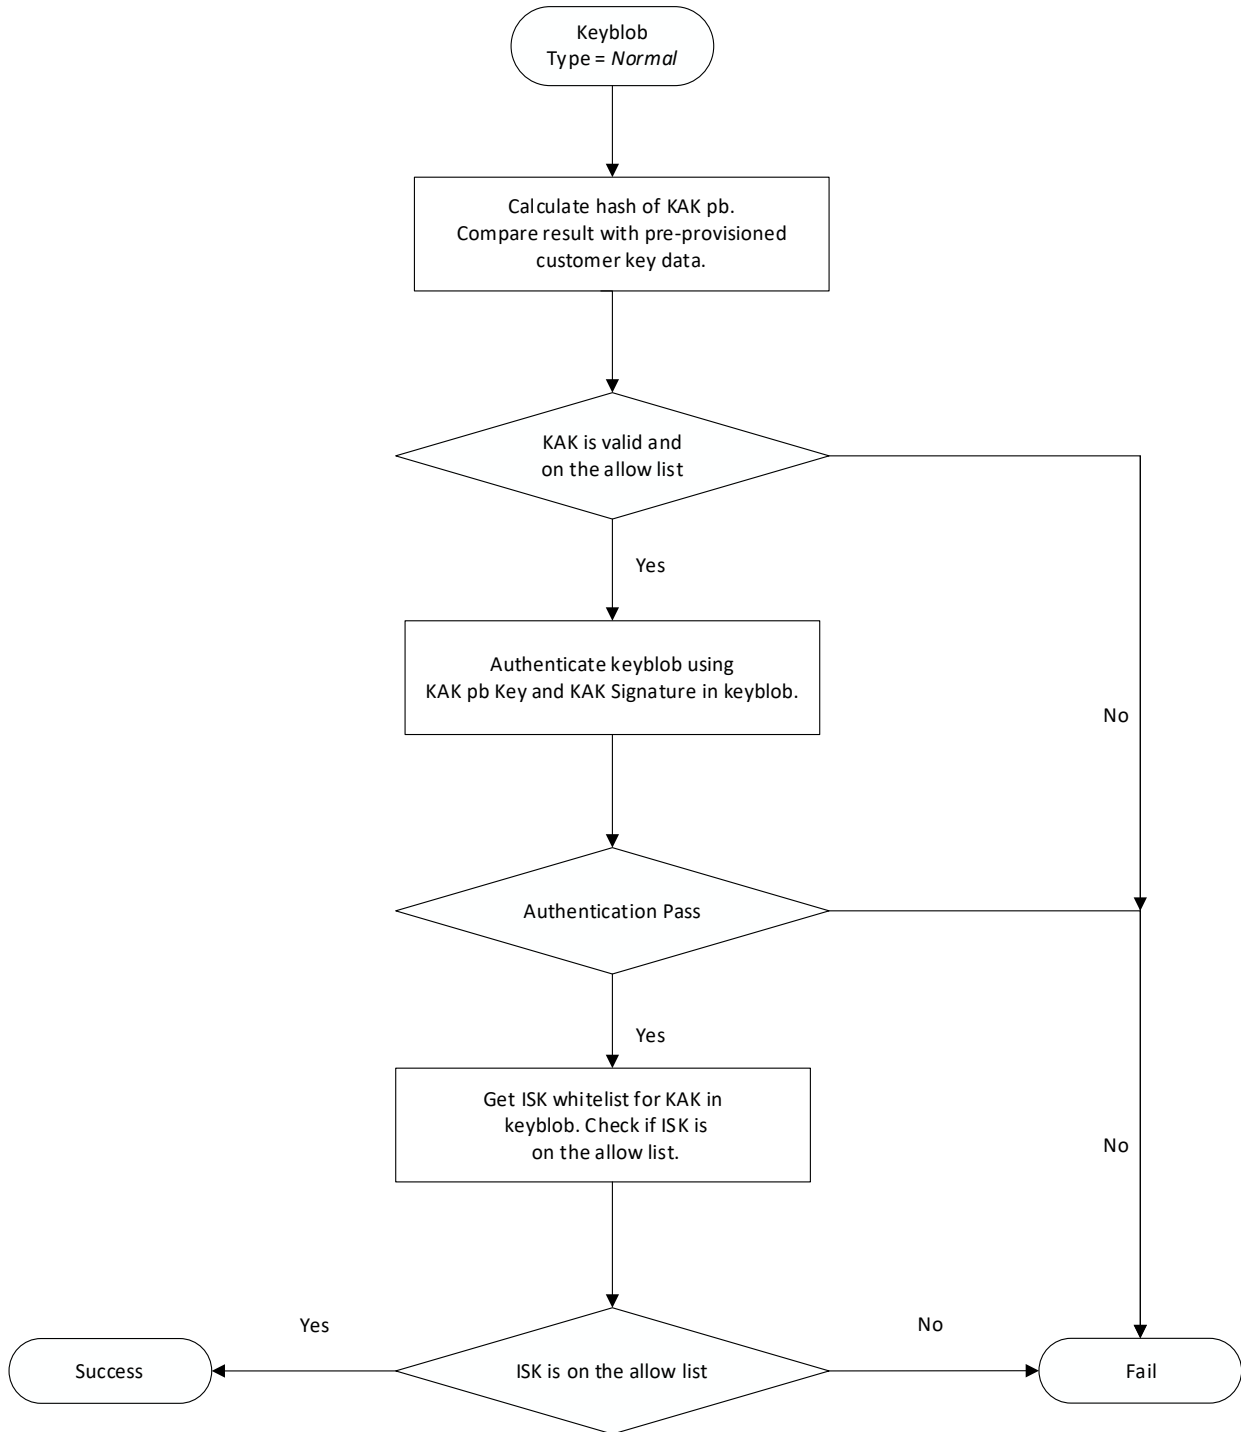 Keyblob
Type = Normal
Calculate hash of KAK pb.
Compare result with pre-provisioned
customer key data.
KAK is valid and
on the allow list
Yes
Authenticate keyblob using
KAK pb Key and KAK Signature in keyblob.
No
Authentication Pass
Yes
Get ISK whitelist for KAK in
keyblob. Check if ISK is
on the allow list.
No
Yes
No
Success
ISK is on the allow list
Fail